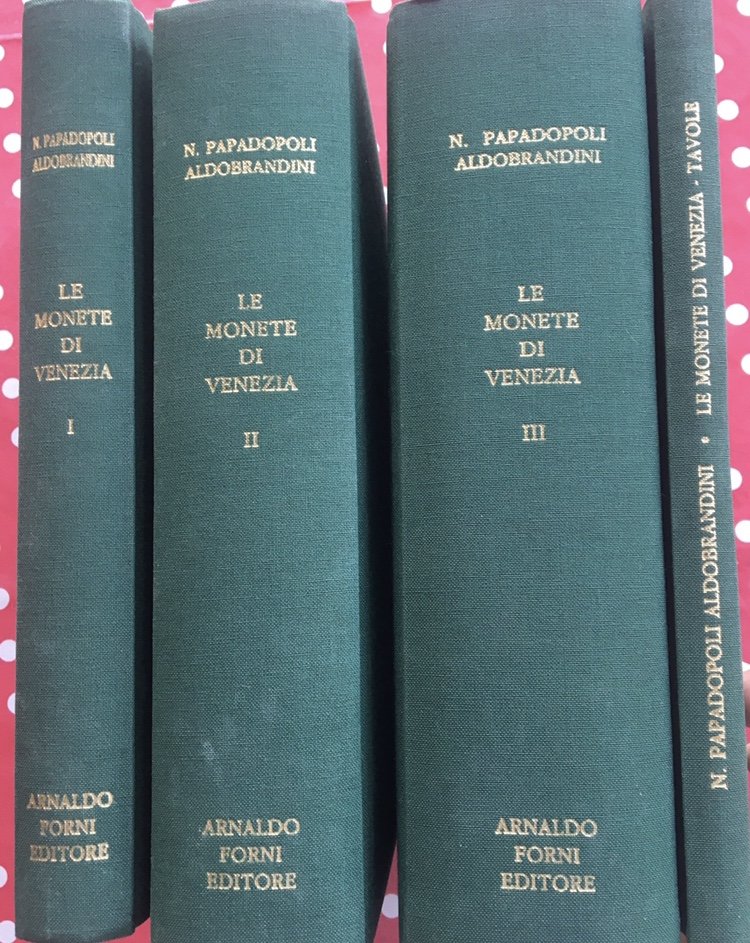 N. PAPADOPOLI
ALDOBRANDINI
LE
MONETE
DI
VENEZIA
I
ARNALDO
FORNI
EDITORE
N. PAPADOPOLI
ALDOBRANDINI
LE
MONETE
DI
VENEZIA
II
ARNALDO
FORNI
EDITORE
N. PAPADOPOLI
ALDOBRANDINI
LE
MONETE
DI
VENEZIA
III
ARNALDO
FORNI
EDITORE
N. PAPADOPOLI ALDOBRANDINI • LE MONETE DI VENEZIA - TAVOLE